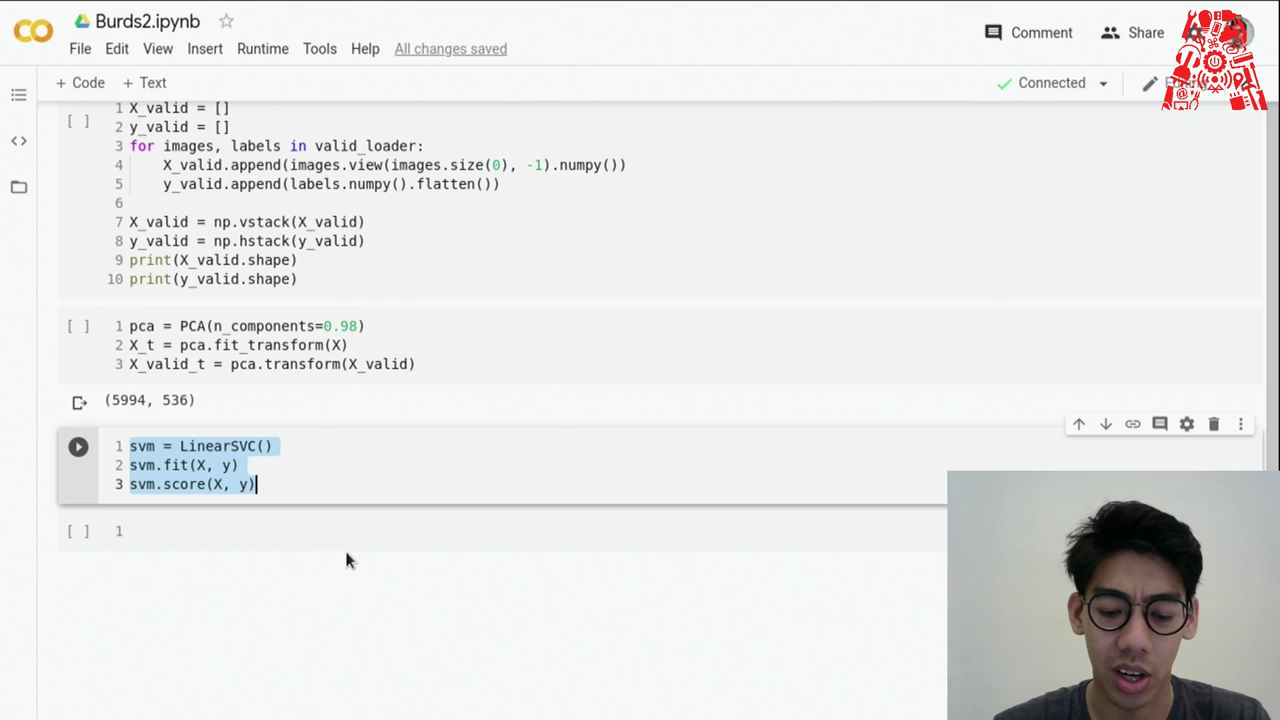 CO Burds2.ipynb
File Edit View Insert Runtime Tools Help All changes saved
Comment Share
+ Code + Text
Connected
1 X_valid = []
[ ] 2 y_valid = []
3 for images, labels in valid_loader:
4 X_valid.append(images.view(images.size(0), -1).numpy())
5 y_valid.append(labels.numpy().flatten())
6
7 X_valid = np.vstack(X_valid)
8 y_valid = np.hstack(y_valid)
9 print(X_valid.shape)
10 print(y_valid.shape)
[ ] 1 pca = PCA(n_components=0.98)
2 X_t = pca.fit_transform(X)
3 X_valid_t = pca.transform(X_valid)
(5994, 536)
1 svm = LinearSVC()
2 svm.fit(X, y)
3 svm.score(X, y)
[ ] 1